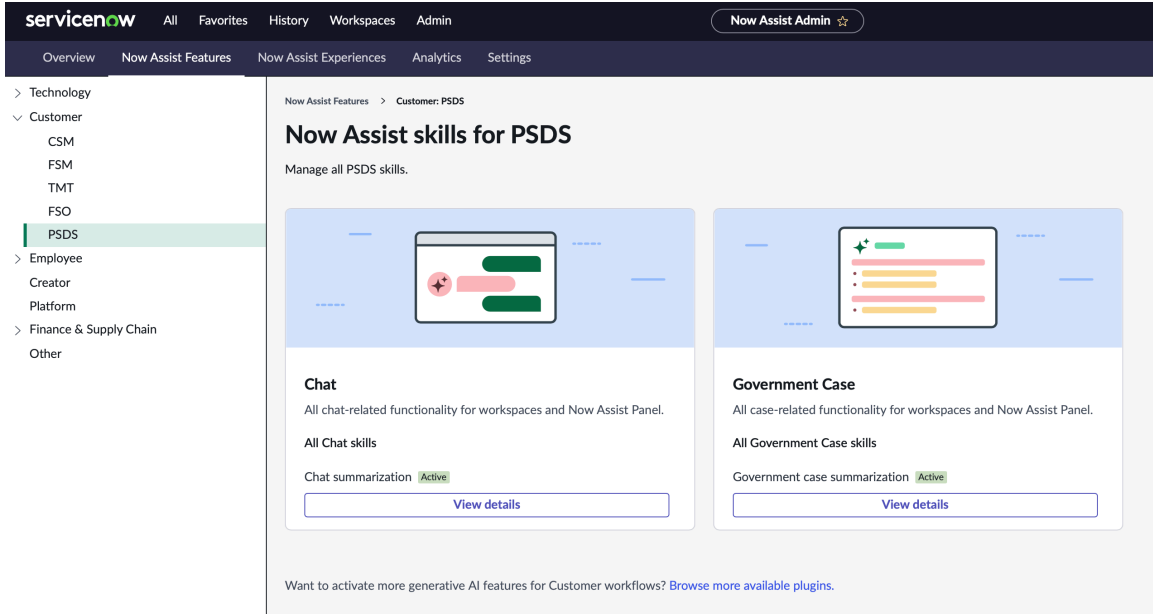 servicenow All Favorites History Workspaces Admin Now Assist Admin
Overview Now Assist Features Now Assist Experiences Analytics Settings
Technology
Customer
CSM
FSM
TMT
FSO
PSDS
Employee
Creator
Platform
Finance & Supply Chain
Other
Now Assist Features > Customer: PSDS
Now Assist skills for PSDS
Manage all PSDS skills.
Chat
All chat-related functionality for workspaces and Now Assist Panel.
All Chat skills
Chat summarization Active
View details
Government Case
All case-related functionality for workspaces and Now Assist Panel.
All Government Case skills
Government case summarization Active
View details
Want to activate more generative AI features for Customer workflows? Browse more available plugins.